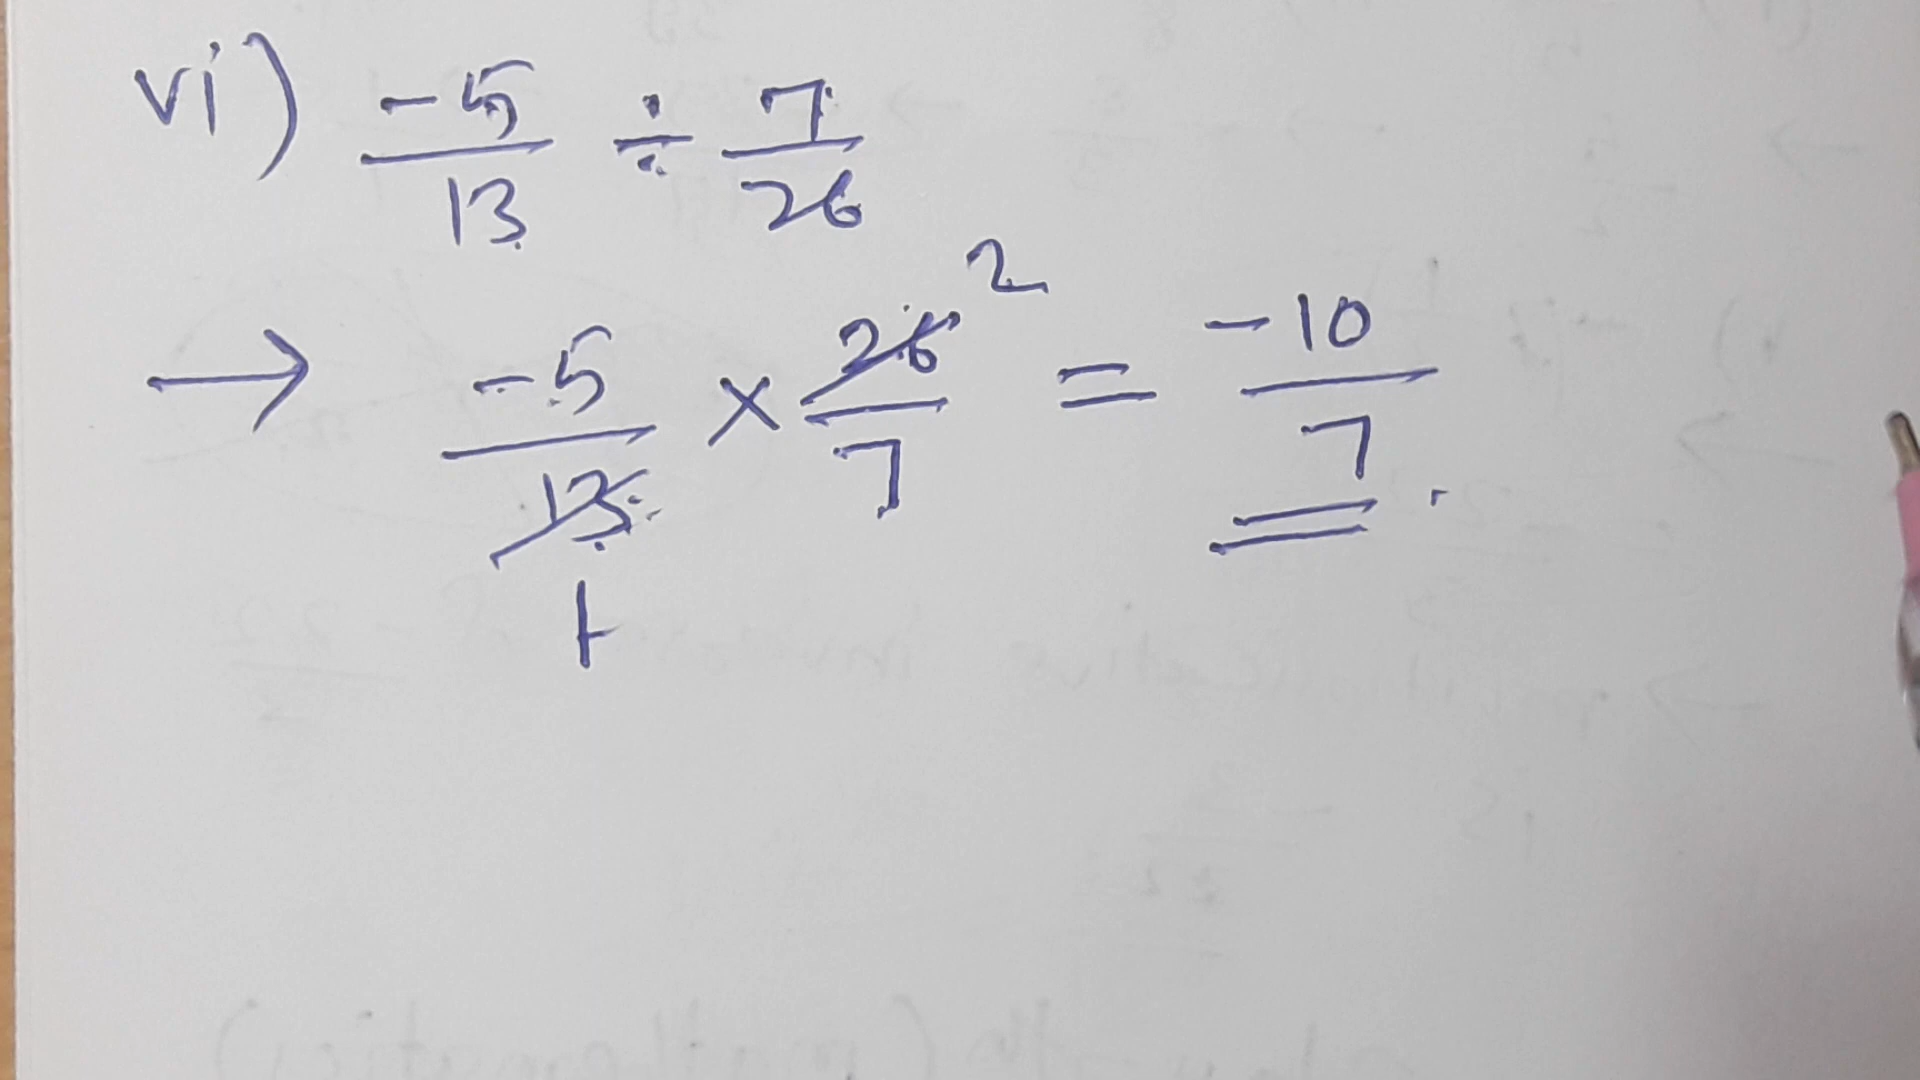 vi) -5/13 ÷ 7/26
→ -5/13 1 × 26 2/7 = -10/7